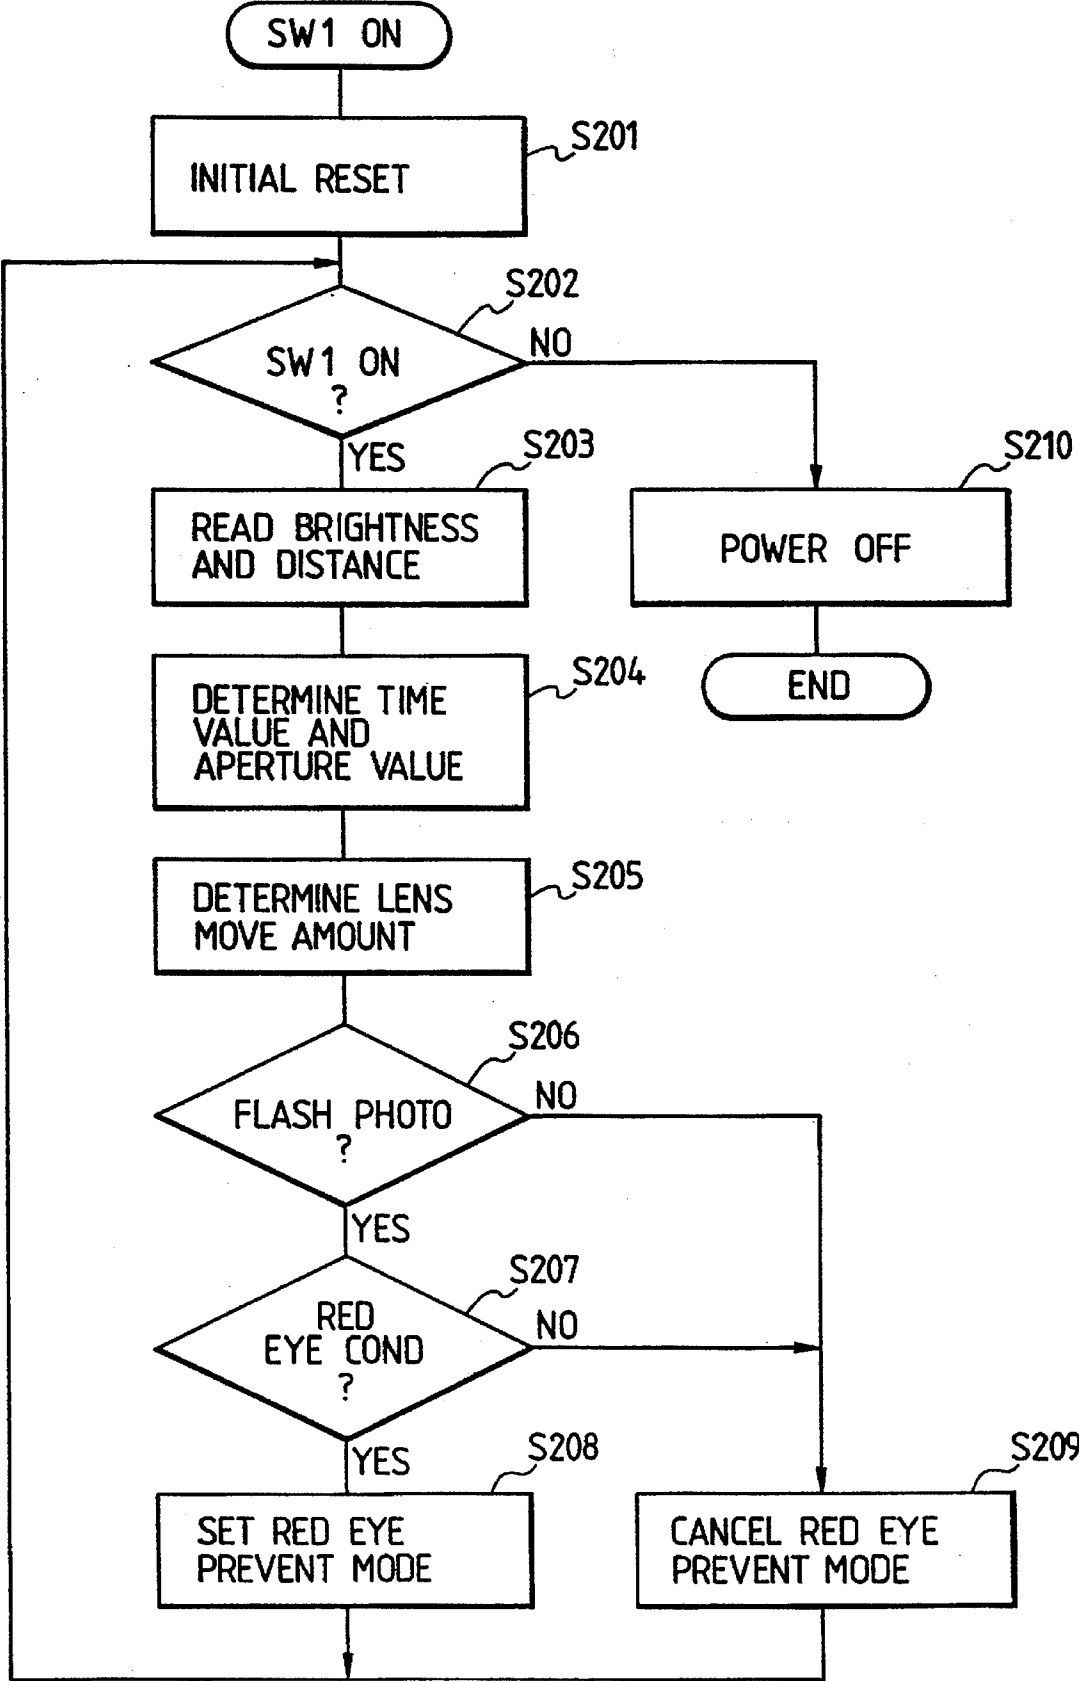 SW1 ON
S201
INITIAL RESET
S202
SW1 ON
?
NO
YES
S203
READ BRIGHTNESS
AND DISTANCE
S210
POWER OFF
END
S204
DETERMINE TIME
VALUE AND
APERTURE VALUE
S205
DETERMINE LENS
MOVE AMOUNT
S206
FLASH PHOTO
?
NO
YES
S207
RED
EYE COND
?
NO
YES
S208
SET RED EYE
PREVENT MODE
S209
CANCEL RED EYE
PREVENT MODE